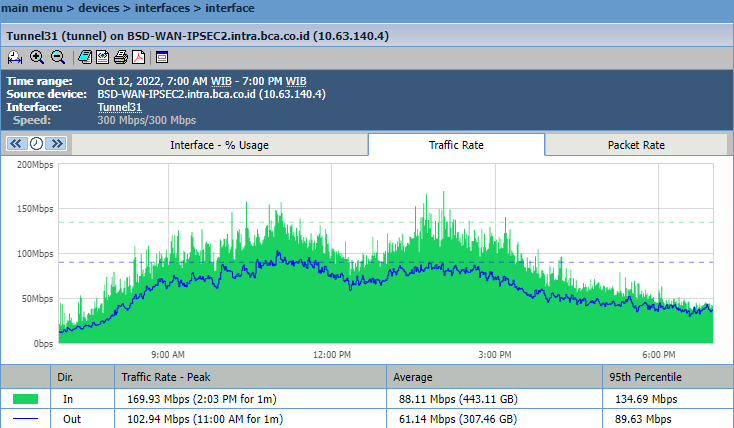 main menu > devices > interfaces > interface
Tunnel31 (tunnel) on BSD-WAN-IPSEC2.intra.bca.co.id (10.63.140.4)
Time range: Oct 12, 2022, 7:00 AM WIB - 7:00 PM WIB
Source device: BSD-WAN-IPSEC2.intra.bca.co.id (10.63.140.4)
Interface: Tunnel31
Speed: 300 Mbps/300 Mbps
Interface - % Usage Traffic Rate Packet Rate
200Mbps
150Mbps
100Mbps
50Mbps
0bps
9:00 AM 12:00 PM 3:00 PM 6:00 PM
Dir. Traffic Rate - Peak Average 95th Percentile
In 169.93 Mbps (2:03 PM for 1m) 88.11 Mbps (443.11 GB) 134.69 Mbps
Out 102.94 Mbps (11:00 AM for 1m) 61.14 Mbps (307.46 GB) 89.63 Mbps